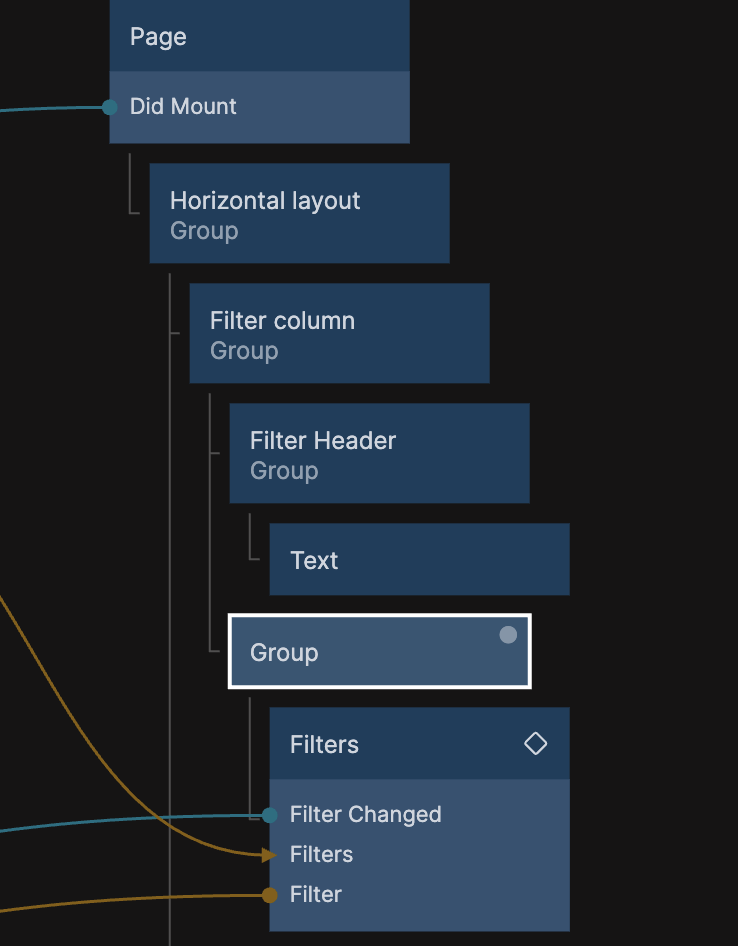 Page
Did Mount
Horizontal layout
Group
Filter column
Group
Filter Header
Group
Text
Group
Filters
Filter Changed
Filters
Filter